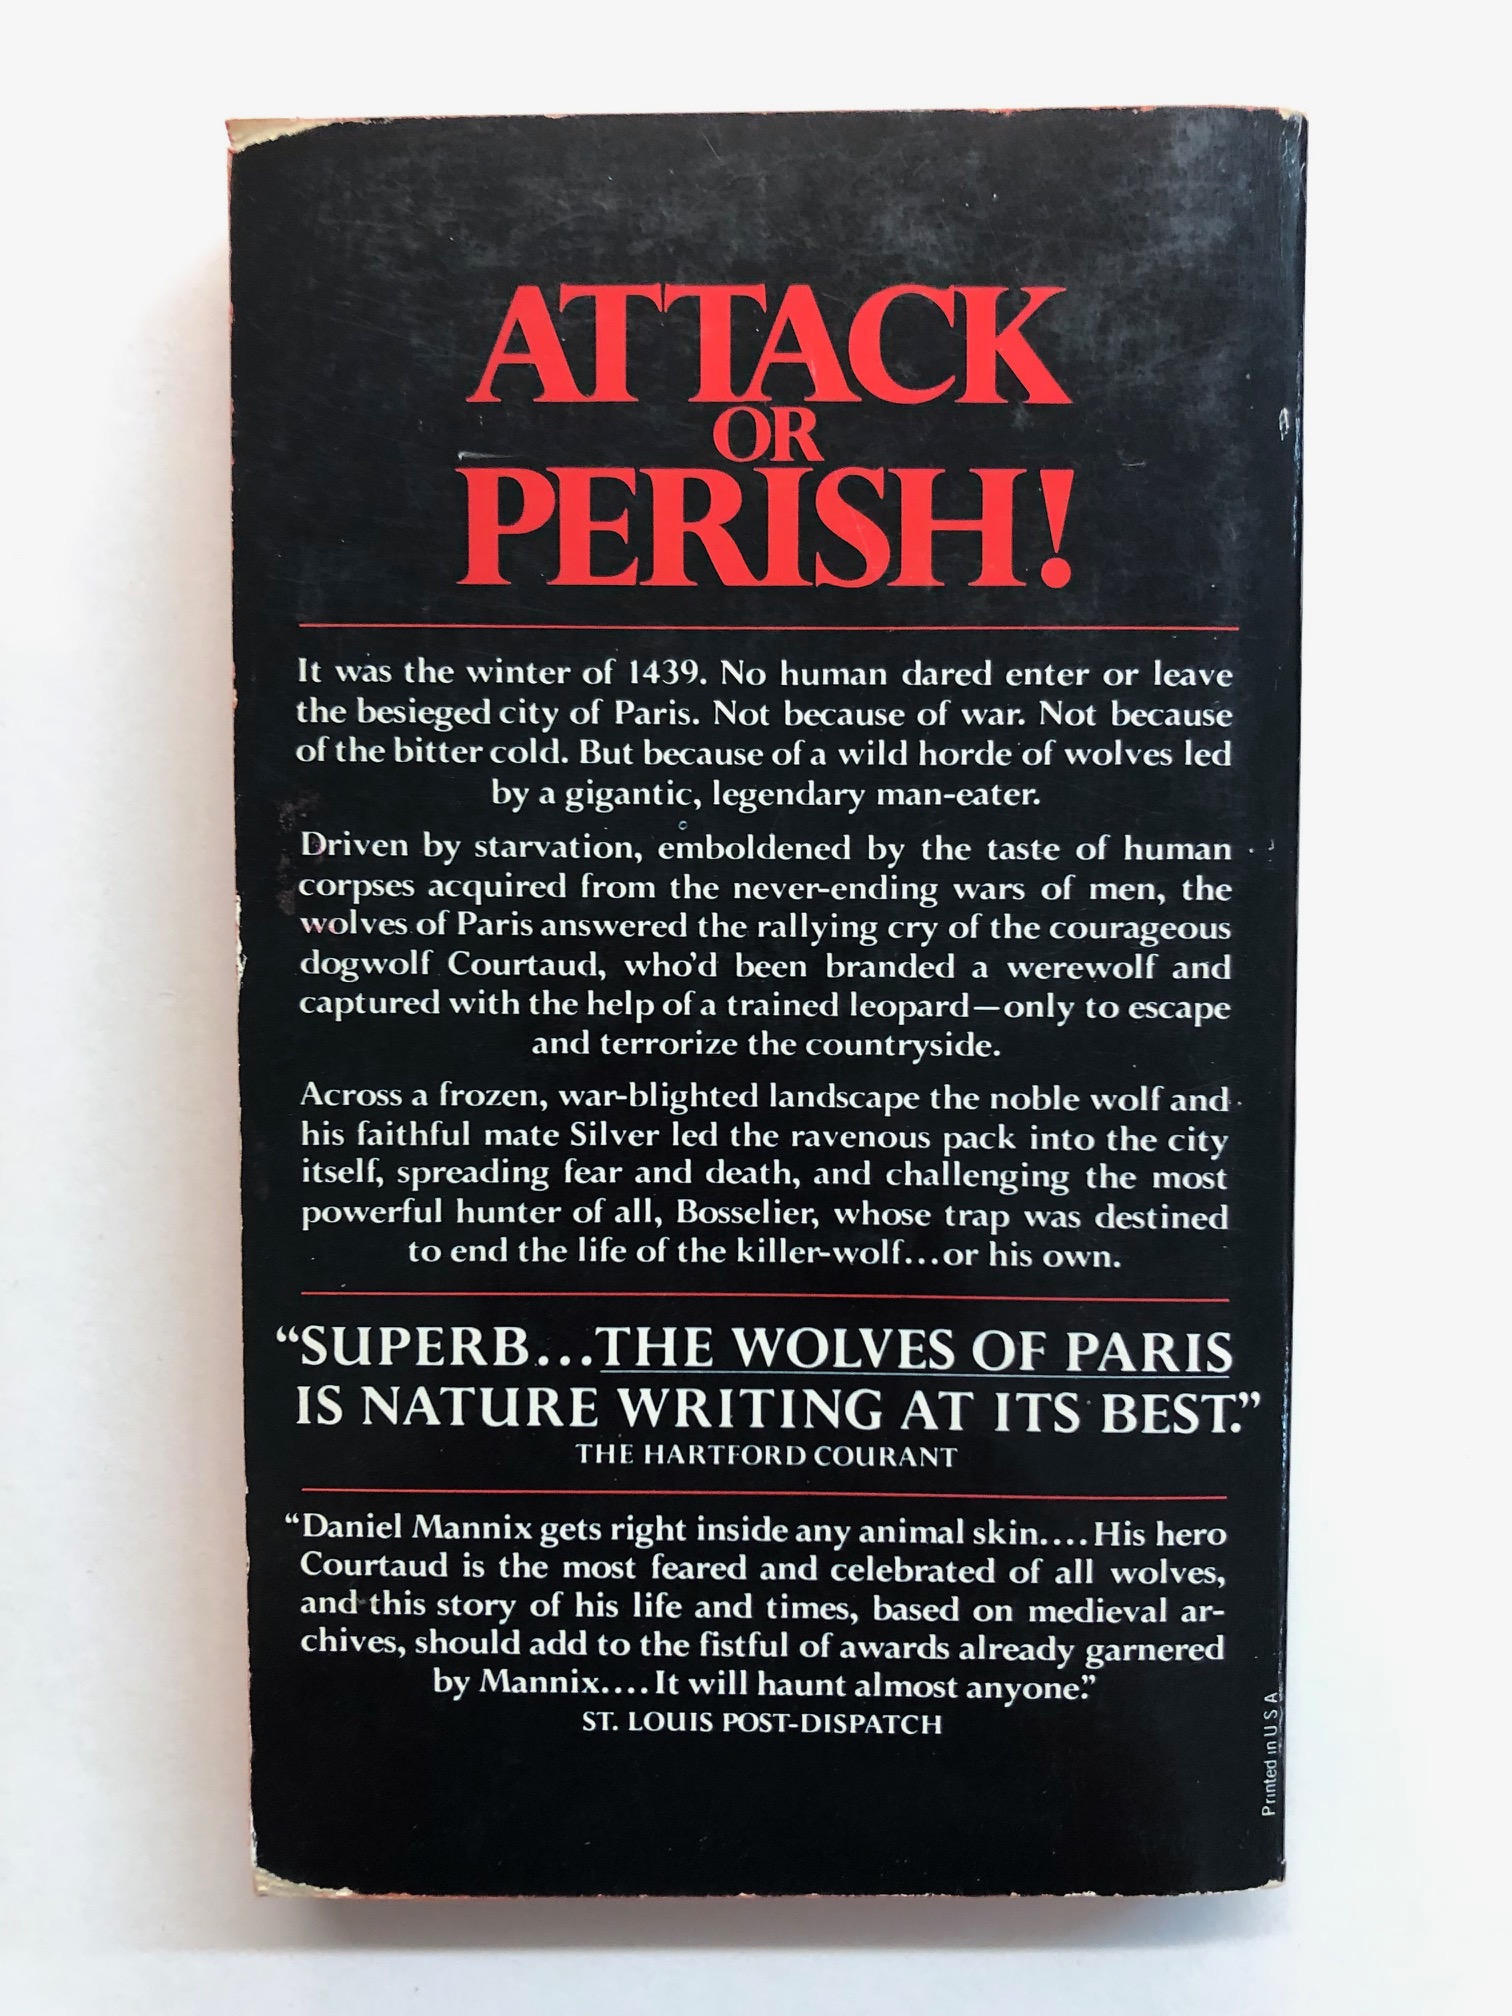 ATTACK
OR
PERISH!
It was the winter of 1439. No human dared enter or leave
the besieged city of Paris. Not because of war. Not because
of the bitter cold. But because of a wild horde of wolves led
by a gigantic, legendary man-eater.
Driven by starvation, emboldened by the taste of human
corpses acquired from the never-ending wars of men, the
wolves of Paris answered the rallying cry of the courageous
dogwolf Courtaud, who'd been branded a werewolf and
captured with the help of a trained leopard—only to escape
and terrorize the countryside.
Across a frozen, war-blighted landscape the noble wolf and
his faithful mate Silver led the ravenous pack into the city
itself, spreading fear and death, and challenging the most
powerful hunter of all, Bosselier, whose trap was destined
to end the life of the killer-wolf...or his own.
“SUPERB...THE WOLVES OF PARIS
IS NATURE WRITING AT ITS BEST.”
THE HARTFORD COURANT
“Daniel Mannix gets right inside any animal skin.... His hero
Courtaud is the most feared and celebrated of all wolves,
and this story of his life and times, based on medieval ar-
chives, should add to the fistful of awards already garnered
by Mannix.... It will haunt almost anyone.”
ST. LOUIS POST-DISPATCH
Printed in U S A